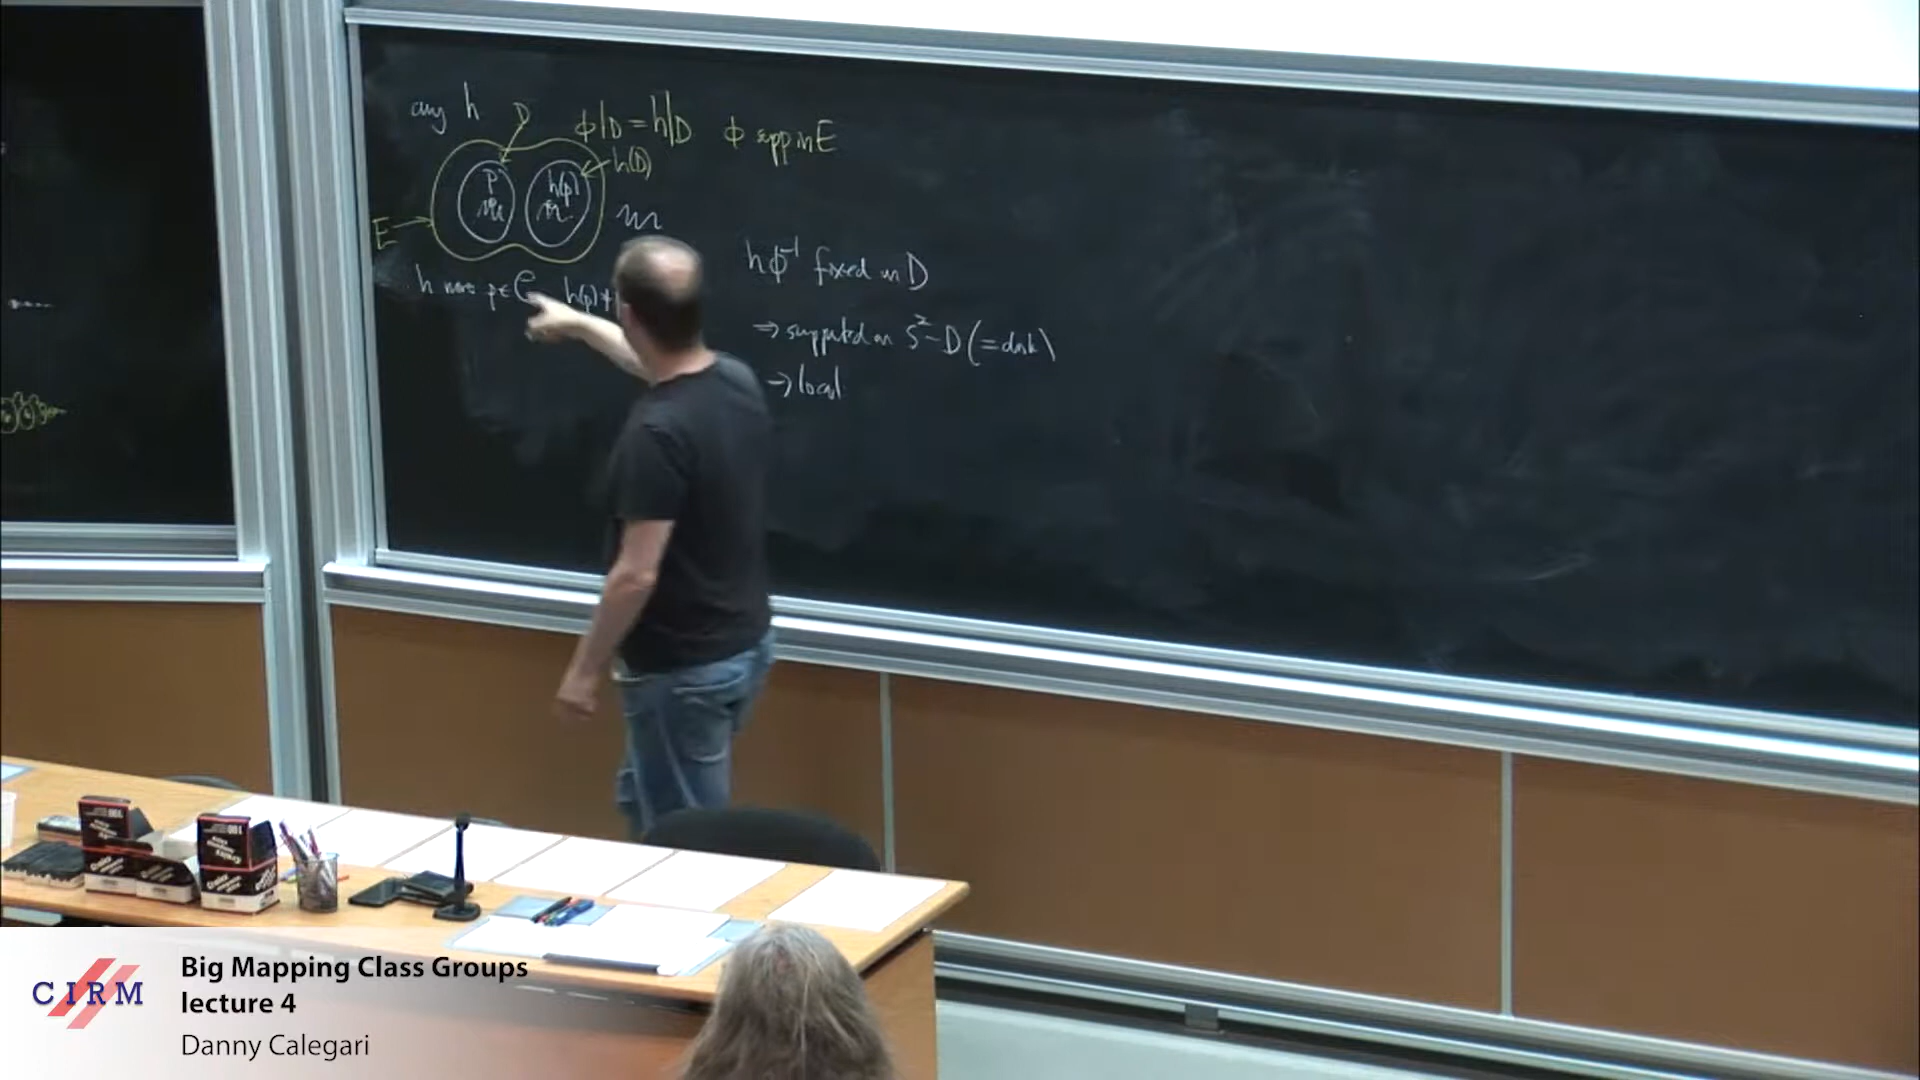 any h
D
ϕ|D = h|D ϕ supp in E
h(D)
p h(p)
E
h moves p ∈ C h(p) ≠
hϕ⁻¹ fixed on D
⇒ supported on S² − D (= disk)
⇒ local
CIRM
Big Mapping Class Groups
lecture 4
Danny Calegari